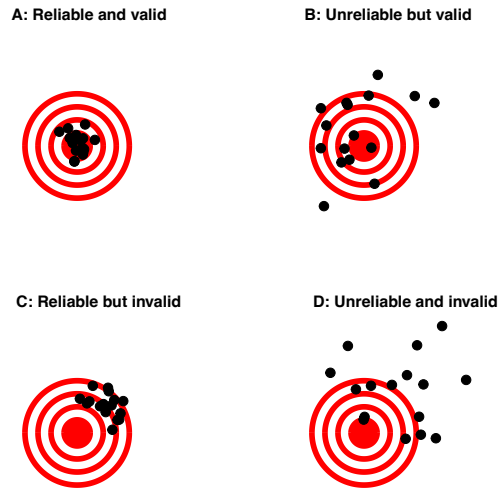 A: Reliable and valid
B: Unreliable but valid
C: Reliable but invalid
D: Unreliable and invalid